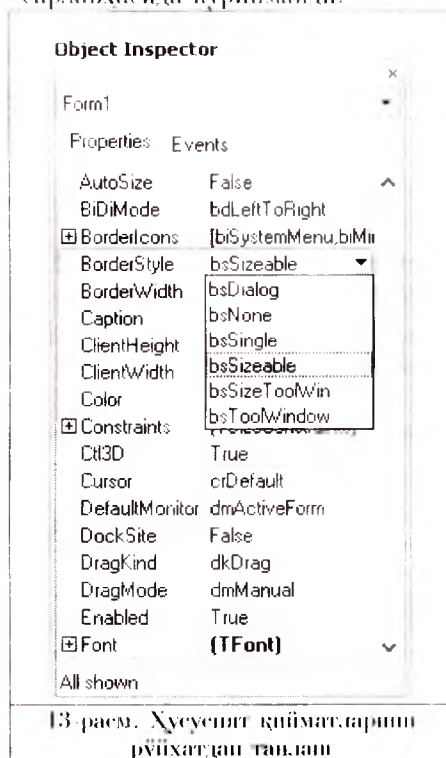 Object Inspector
×
Form1
Properties Events
AutoSize False
BiDiMode bdLeftToRight
BorderIcons [biSystemMenu,biMi
BorderStyle bsSizeable
BorderWidth bsDialog
Caption bsNone
ClientHeight bsSingle
ClientWidth bsSizeable
Color bsSizeToolWin
Constraints bsToolWindow
Ctl3D True
Cursor crDefault
DefaultMonitor dmActiveForm
DockSite False
DragKind dkDrag
DragMode dmManual
Enabled True
Font (TFont)
All shown
13-расм. Хусусият қийматларини
рўйхатдан танлаш